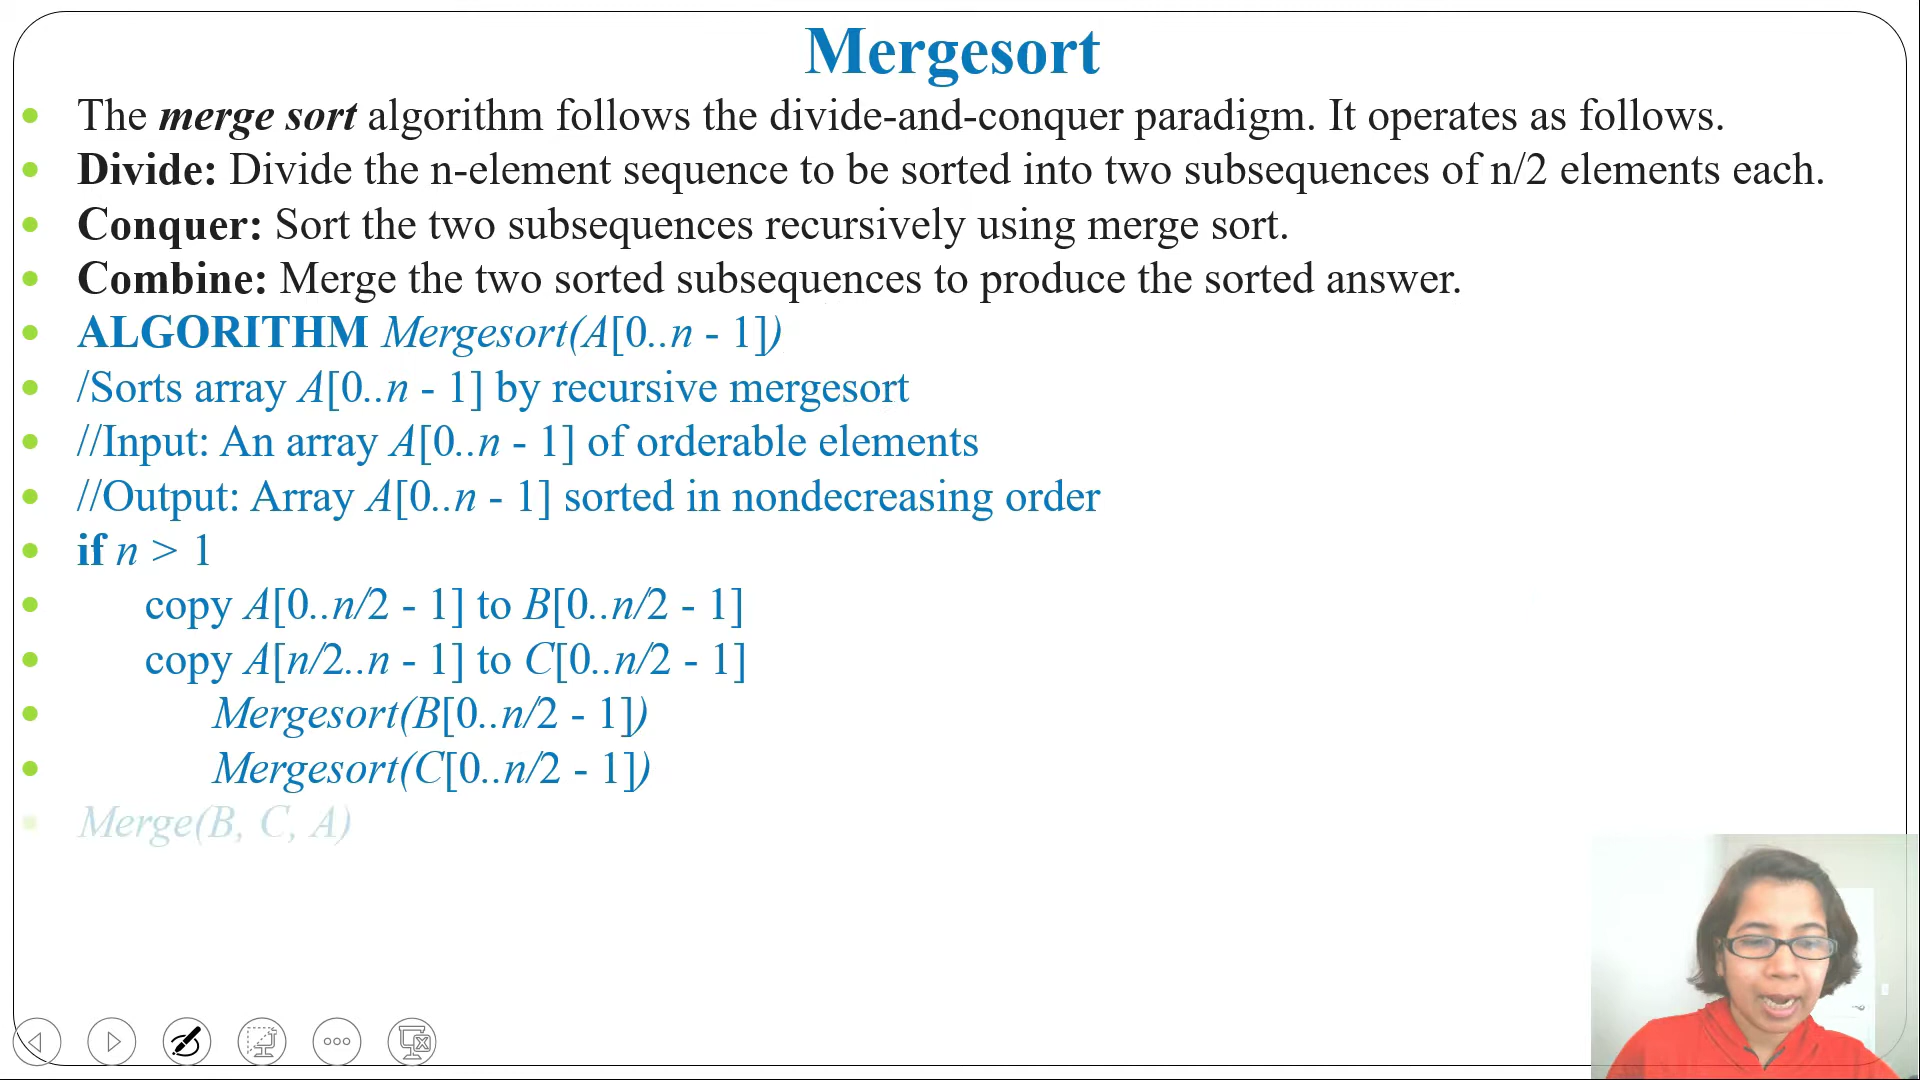 Mergesort
The merge sort algorithm follows the divide-and-conquer paradigm. It operates as follows.
Divide: Divide the n-element sequence to be sorted into two subsequences of n/2 elements each.
Conquer: Sort the two subsequences recursively using merge sort.
Combine: Merge the two sorted subsequences to produce the sorted answer.
ALGORITHM Mergesort(A[0..n - 1])
/Sorts array A[0..n - 1] by recursive mergesort
//Input: An array A[0..n - 1] of orderable elements
//Output: Array A[0..n - 1] sorted in nondecreasing order
if n > 1
copy A[0..n/2 - 1] to B[0..n/2 - 1]
copy A[n/2..n - 1] to C[0..n/2 - 1]
Mergesort(B[0..n/2 - 1])
Mergesort(C[0..n/2 - 1])
Merge(B, C, A)